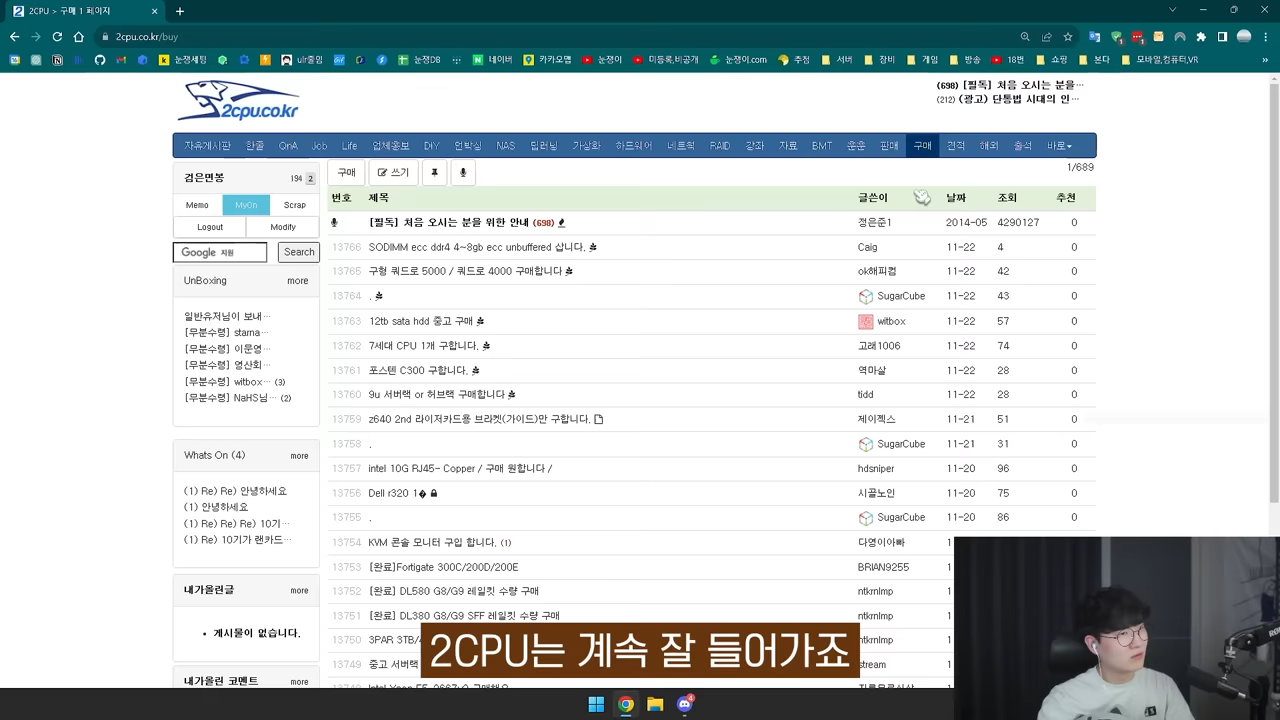 2CPU > 구매 1 페이지
2cpu.co.kr/buy
눈쟁세팅
ulr줄임
Gif
눈쟁DB
네이버
카카오맵
눈쟁이
미등록,비공개
눈쟁이.com
추적
서버
장비
게임
방송
18번
쇼핑
본다
모바일,컴퓨터,VR
2cpu.co.kr
(698) [필독] 처음 오시는 분을…
(212) (광고) 단통법 시대의 인…
자유게시판 한꿀 QnA Job Life 업체홍보 DIY 언박싱 NAS 딥러닝 가상화 하드웨어 네트웍 RAID 강좌 자료 BMT 운운 판매 구매 견적 해외 출석 바로
검은면봉 194 2
Memo MyOn Scrap
Logout Modify
Google 지원 Search
UnBoxing more
일반유저님이 보내…
[무분수령] starna…
[무분수령] 이문영…
[무분수령] 영산회…
[무분수령] witbox… (3)
[무분수령] NaHS님… (2)
Whats On (4) more
(1) Re) Re) 안녕하세요
(1) 안녕하세요
(1) Re) Re) Re) 10기…
(1) Re) 10기가 랜카드…
내가올린글 more
• 게시물이 없습니다.
내가올린 코멘트 more
구매 쓰기 1/689
번호 제목 글쓴이 날짜 조회 추천
[필독] 처음 오시는 분을 위한 안내 (698) 정은준1 2014-05 4290127 0
13766 SODIMM ecc ddr4 4~8gb ecc unbuffered 삽니다. Caig 11-22 4 0
13765 구형 쿼드로 5000 / 쿼드로 4000 구매합니다 ok해피컴 11-22 42 0
13764 . SugarCube 11-22 43 0
13763 12tb sata hdd 중고 구매 witbox 11-22 57 0
13762 7세대 CPU 1개 구합니다. 고래1006 11-22 74 0
13761 포스텐 C300 구합니다. 역마살 11-22 28 0
13760 9u 서버랙 or 허브랙 구매합니다 tidd 11-22 28 0
13759 z640 2nd 라이저카드용 브라켓(가이드)만 구합니다. 제이젝스 11-21 51 0
13758 . SugarCube 11-21 31 0
13757 intel 10G RJ45- Copper / 구매 원합니다 / hdsniper 11-20 96 0
13756 Dell r320 1� 시골노인 11-20 75 0
13755 . SugarCube 11-20 86 0
13754 KVM 콘솔 모니터 구입 합니다. (1) 다영이아빠 1
13753 [완료]Fortigate 300C/200D/200E BRIAN9255 1
13752 [완료] DL580 G8/G9 레일킷 수량 구매 ntkrnlmp 1
13751 [완료] DL380 G8/G9 SFF 레일킷 수량 구매 ntkrnlmp 1
13750 3PAR 3TB/ ntkrnlmp 1
13749 중고 서버랙 stream 1
2CPU는 계속 잘 들어가죠
4